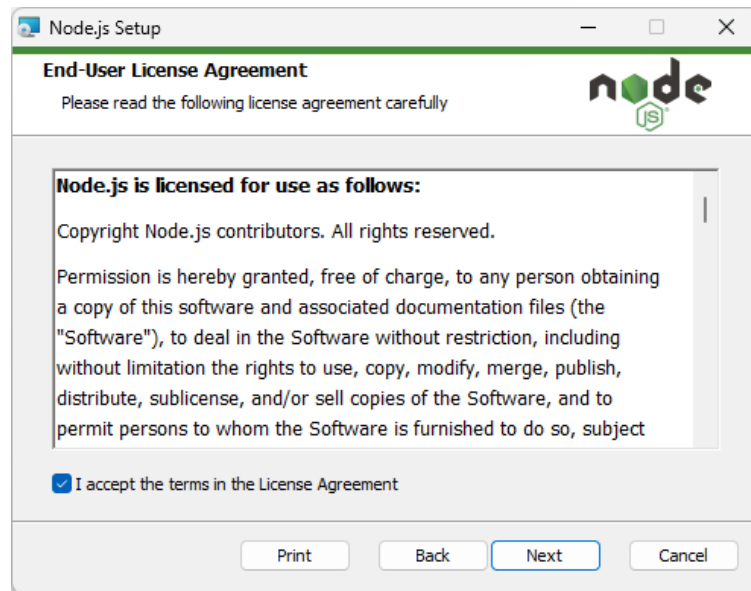 Node.js Setup
End-User License Agreement
Please read the following license agreement carefully
node
JS
Node.js is licensed for use as follows:
Copyright Node.js contributors. All rights reserved.
Permission is hereby granted, free of charge, to any person obtaining
a copy of this software and associated documentation files (the
"Software"), to deal in the Software without restriction, including
without limitation the rights to use, copy, modify, merge, publish,
distribute, sublicense, and/or sell copies of the Software, and to
permit persons to whom the Software is furnished to do so, subject
I accept the terms in the License Agreement
Print Back Next Cancel